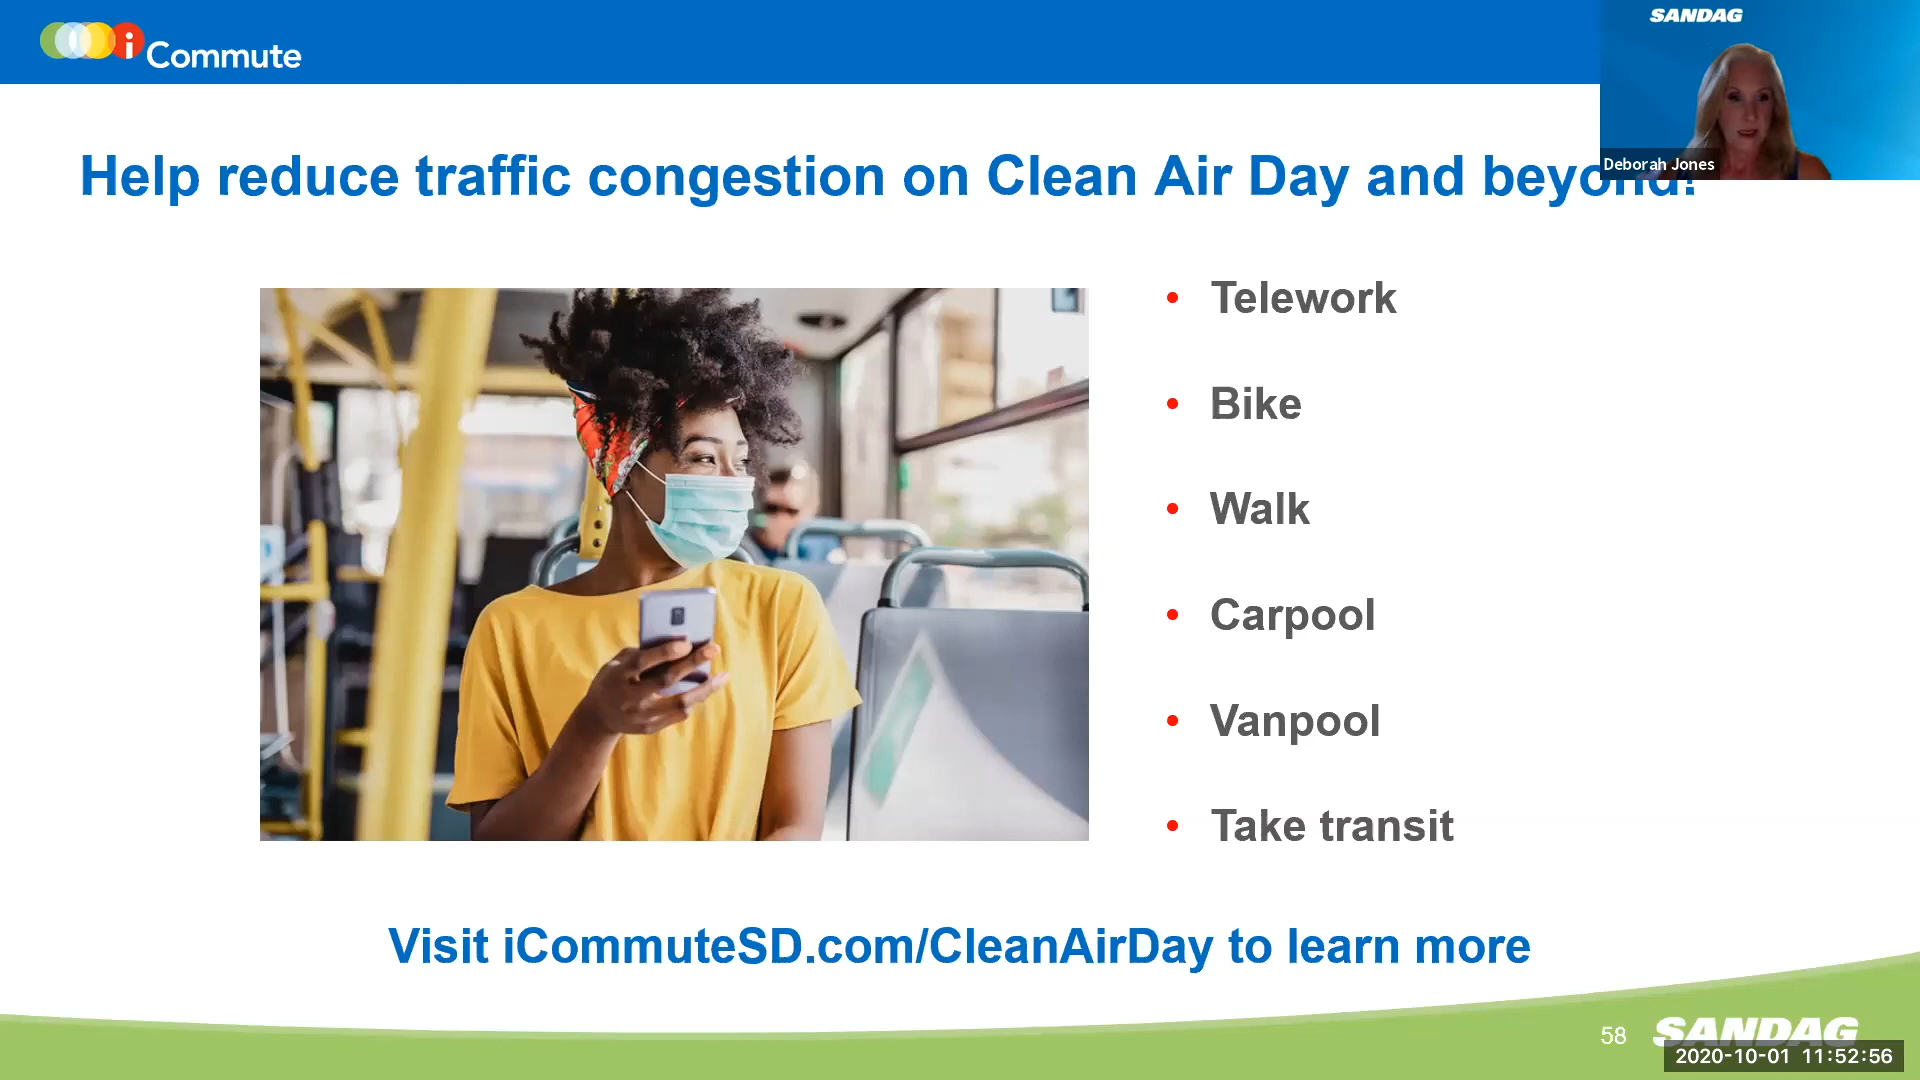 iCommute
SANDAG
Deborah Jones
Help reduce traffic congestion on Clean Air Day and beyond!
• Telework
• Bike
• Walk
• Carpool
• Vanpool
• Take transit
Visit iCommuteSD.com/CleanAirDay to learn more
58
SANDAG
2020-10-01 11:52:56